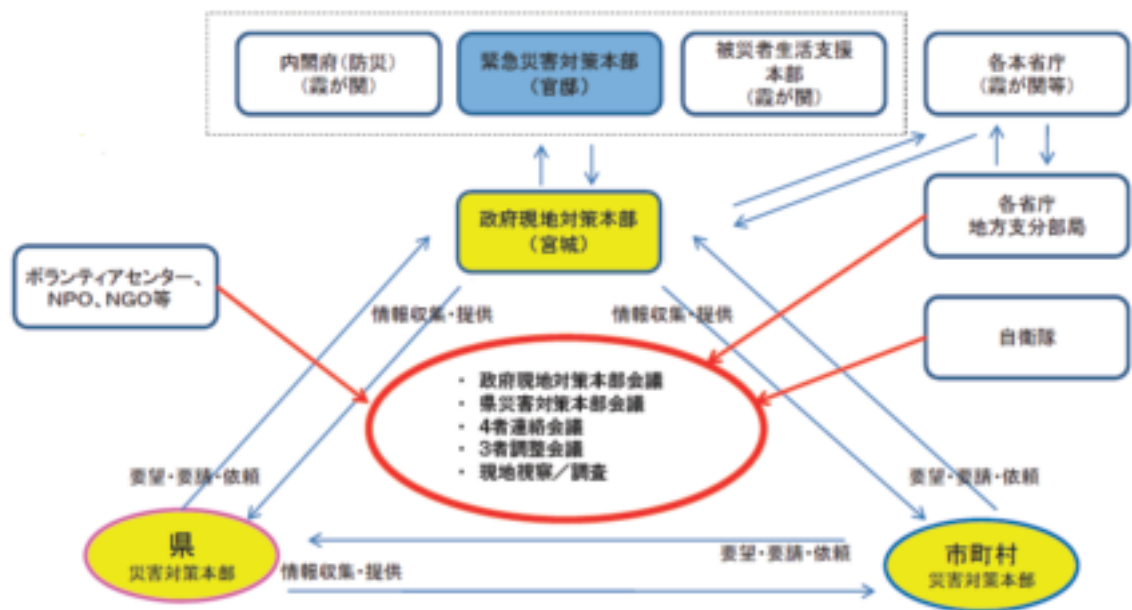 内閣府(防災)
(霞が関)
緊急災害対策本部
(官邸)
被災者生活支援
本部
(霞が関)
各本省庁
(霞が関等)
政府現地対策本部
(宮城)
各省庁
地方支分部局
ボランティアセンター、
NPO、NGO等
自衛隊
情報収集・提供
情報収集・提供
・ 政府現地対策本部会議
・ 県災害対策本部会議
・ 4者連絡会議
・ 3者調整会議
・ 現地視察／調査
要望・要請・依頼
要望・要請・依頼
県
災害対策本部
市町村
災害対策本部
要望・要請・依頼
情報収集・提供